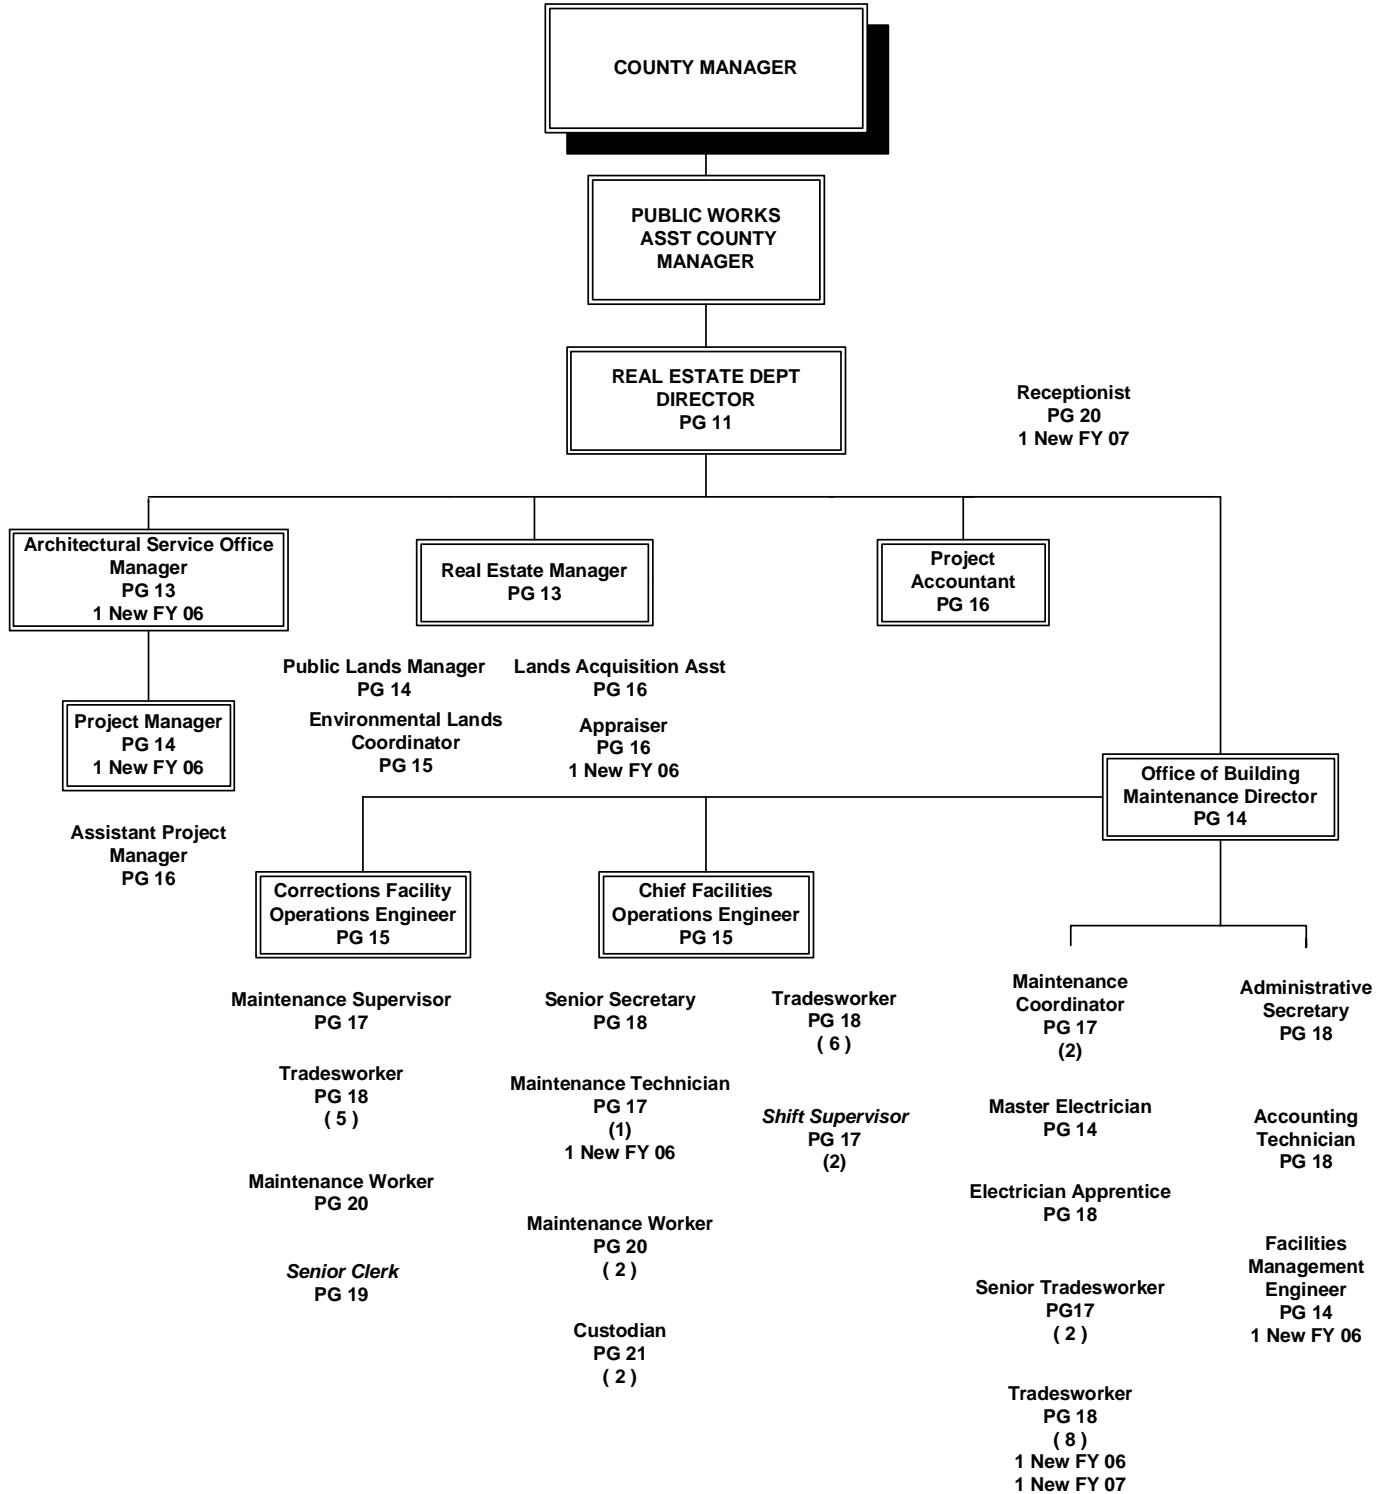 COUNTY MANAGER
PUBLIC WORKS
ASST COUNTY
MANAGER
REAL ESTATE DEPT
DIRECTOR
PG 11
Receptionist
PG 20
1 New FY 07
Architectural Service Office
Manager
PG 13
1 New FY 06
Real Estate Manager
PG 13
Project
Accountant
PG 16
Public Lands Manager
PG 14
Lands Acquisition Asst
PG 16
Environmental Lands
Coordinator
PG 15
Appraiser
PG 16
1 New FY 06
Project Manager
PG 14
1 New FY 06
Assistant Project
Manager
PG 16
Office of Building
Maintenance Director
PG 14
Corrections Facility
Operations Engineer
PG 15
Chief Facilities
Operations Engineer
PG 15
Maintenance Supervisor
PG 17
Tradesworker
PG 18
( 5 )
Maintenance Worker
PG 20
Senior Clerk
PG 19
Senior Secretary
PG 18
Maintenance Technician
PG 17
(1)
1 New FY 06
Maintenance Worker
PG 20
( 2 )
Custodian
PG 21
( 2 )
Tradesworker
PG 18
( 6 )
Shift Supervisor
PG 17
(2)
Maintenance
Coordinator
PG 17
(2)
Master Electrician
PG 14
Electrician Apprentice
PG 18
Senior Tradesworker
PG17
( 2 )
Tradesworker
PG 18
( 8 )
1 New FY 06
1 New FY 07
Administrative
Secretary
PG 18
Accounting
Technician
PG 18
Facilities
Management
Engineer
PG 14
1 New FY 06